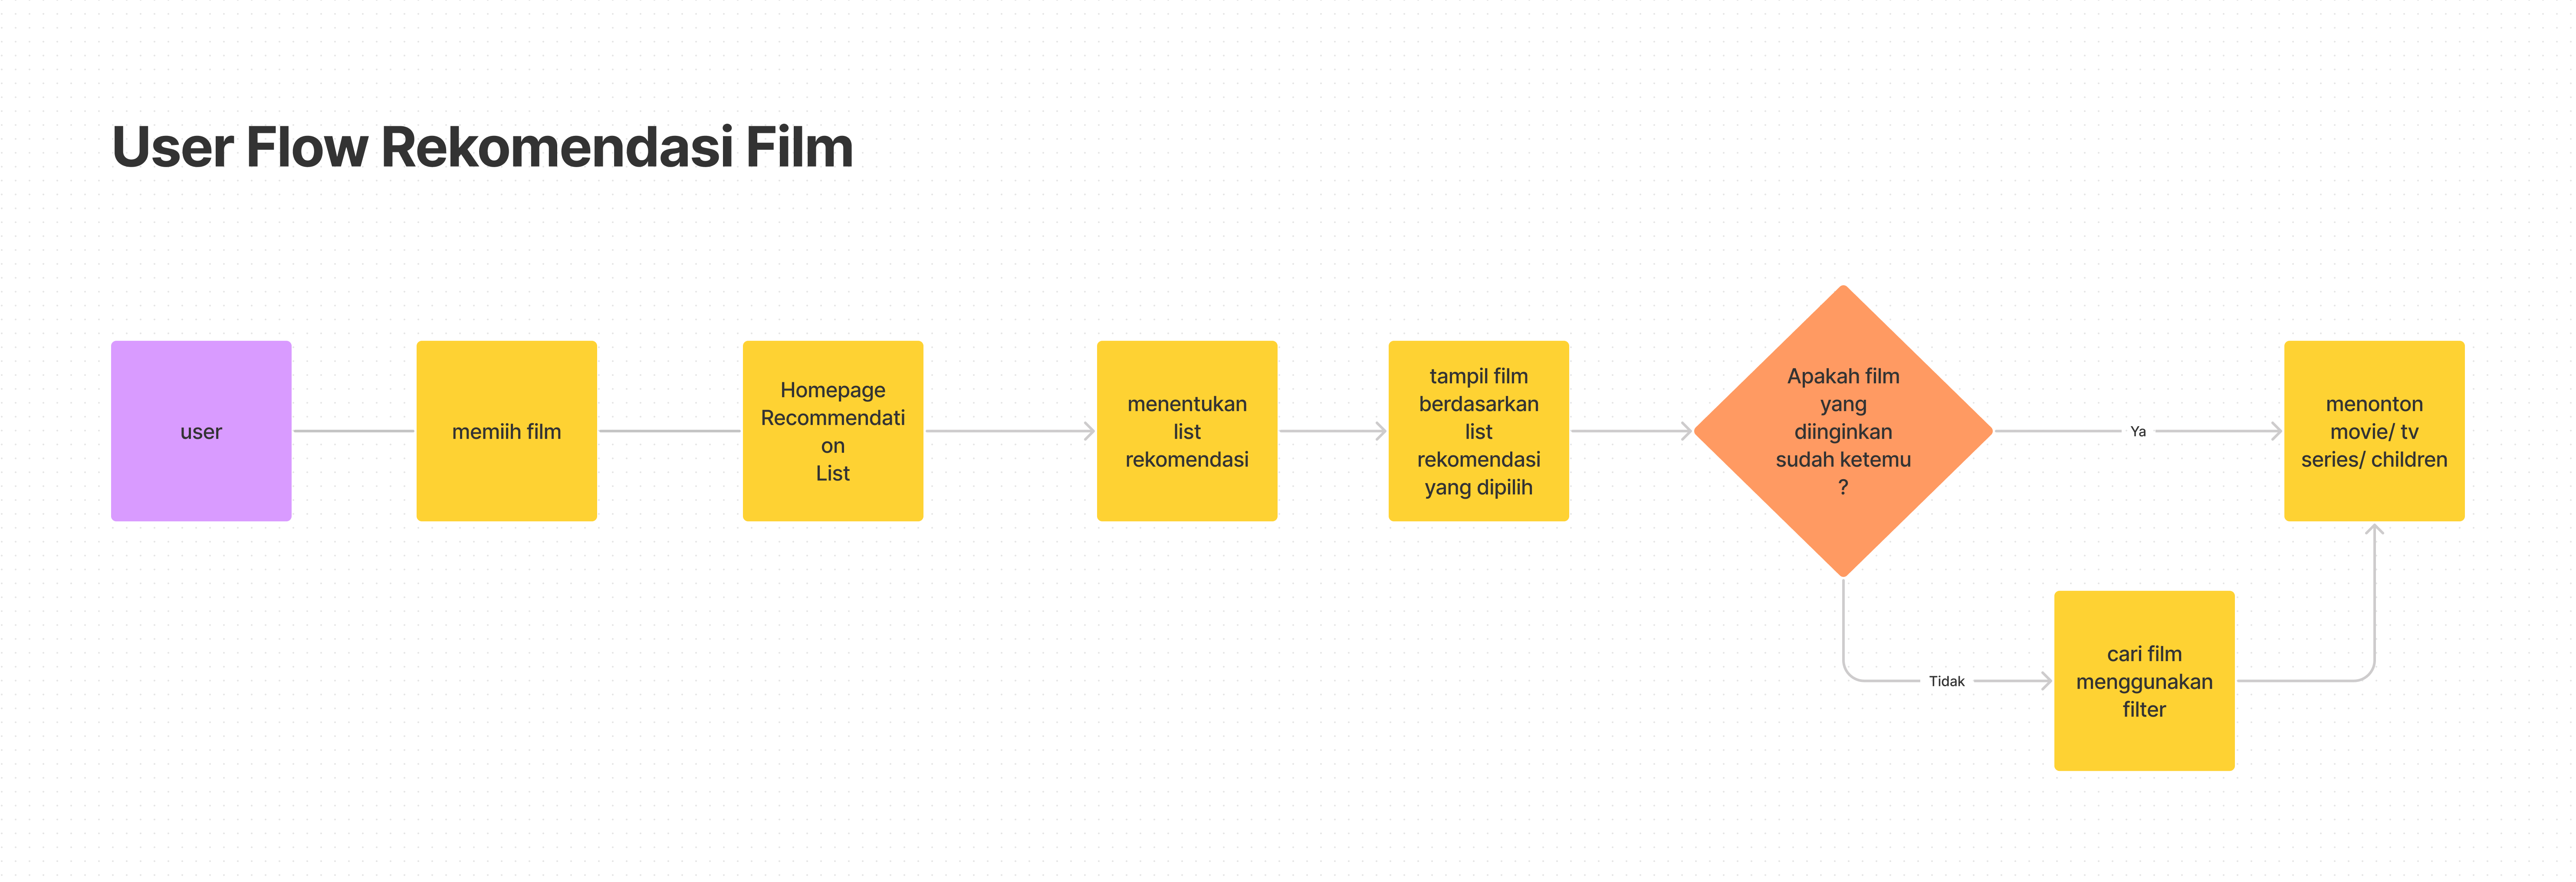 User Flow Rekomendasi Film
user
memiih film
Homepage
Recommendati
on
List
menentukan
list
rekomendasi
tampil film
berdasarkan
list
rekomendasi
yang dipilih
Apakah film
yang
diinginkan
sudah ketemu
?
Ya
menonton
movie/ tv
series/ children
Tidak
cari film
menggunakan
filter